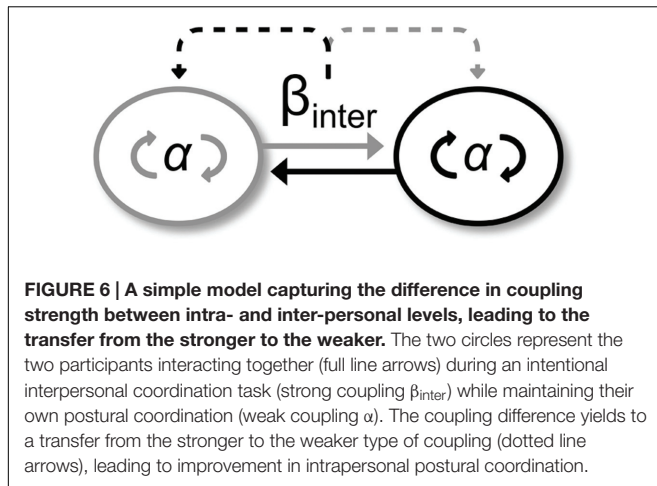 β inter
α
α
FIGURE 6 | A simple model capturing the difference in coupling
strength between intra- and inter-personal levels, leading to the
transfer from the stronger to the weaker. The two circles represent the
two participants interacting together (full line arrows) during an intentional
interpersonal coordination task (strong coupling βinter) while maintaining their
own postural coordination (weak coupling α). The coupling difference yields to
a transfer from the stronger to the weaker type of coupling (dotted line
arrows), leading to improvement in intrapersonal postural coordination.